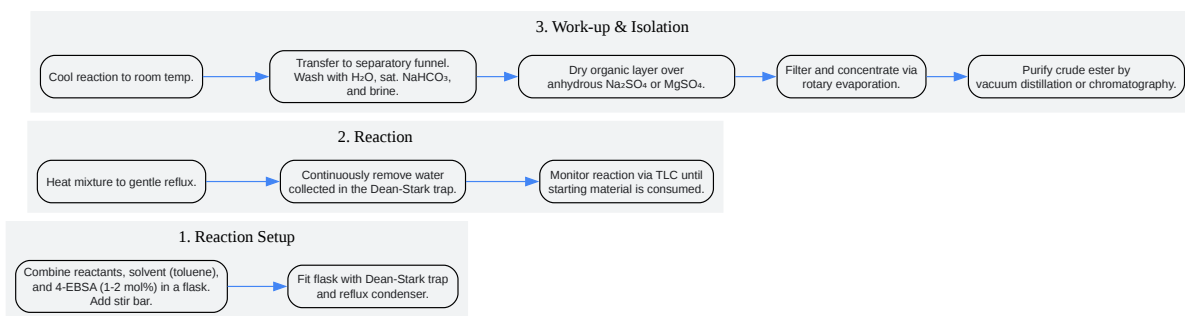 3. Work-up & Isolation
Cool reaction to room temp.
Transfer to separatory funnel.
Wash with H₂O, sat. NaHCO₃,
and brine.
Dry organic layer over
anhydrous Na₂SO₄ or MgSO₄.
Filter and concentrate via
rotary evaporation.
Purify crude ester by
vacuum distillation or chromatography.
2. Reaction
Heat mixture to gentle reflux.
Continuously remove water
collected in the Dean-Stark trap.
Monitor reaction via TLC until
starting material is consumed.
1. Reaction Setup
Combine reactants, solvent (toluene),
and 4-EBSA (1-2 mol%) in a flask.
Add stir bar.
Fit flask with Dean-Stark trap
and reflux condenser.